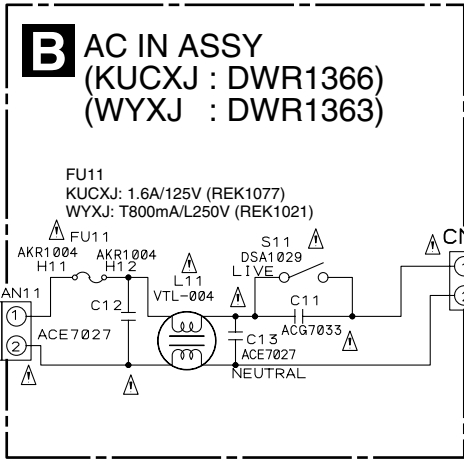 B
AC IN ASSY
(KUCXJ : DWR1366)
(WYXJ : DWR1363)
FU11
KUCXJ: 1.6A/125V (REK1077)
WYXJ: T800mA/L250V (REK1021)
FU11
AKR1004
H11
AKR1004
H12
L11
VTL-004
S11
DSA1029
LIVE
CN
AN11
1
2
C12
ACE7027
C11
ACG7033
C13
ACE7027
NEUTRAL